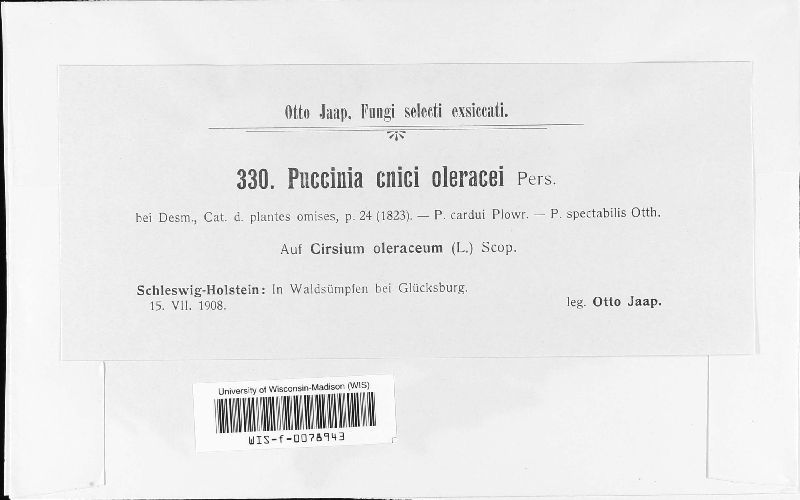 Otto Jaap, Fungi selecti exsiccati.
330. Puccinia cnici oleracei Pers.
bei Desm., Cat. d. plantes omises, p. 24 (1823). — P. cardui Plowr. — P. spectabilis Otth.
Auf Cirsium oleraceum (L.) Scop.
Schleswig-Holstein: In Waldsümpfen bei Glücksburg.
15. VII. 1908.
leg. Otto Jaap.
University of Wisconsin-Madison (WIS)
WIS-f-0078943